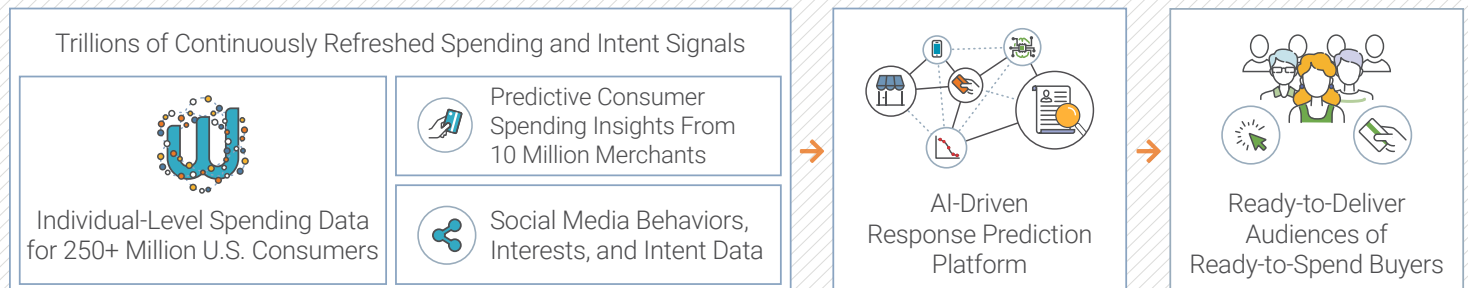 Trillions of Continuously Refreshed Spending and Intent Signals
Individual-Level Spending Data
for 250+ Million U.S. Consumers
Predictive Consumer
Spending Insights From
10 Million Merchants
Social Media Behaviors,
Interests, and Intent Data
AI-Driven
Response Prediction
Platform
Ready-to-Deliver
Audiences of
Ready-to-Spend Buyers